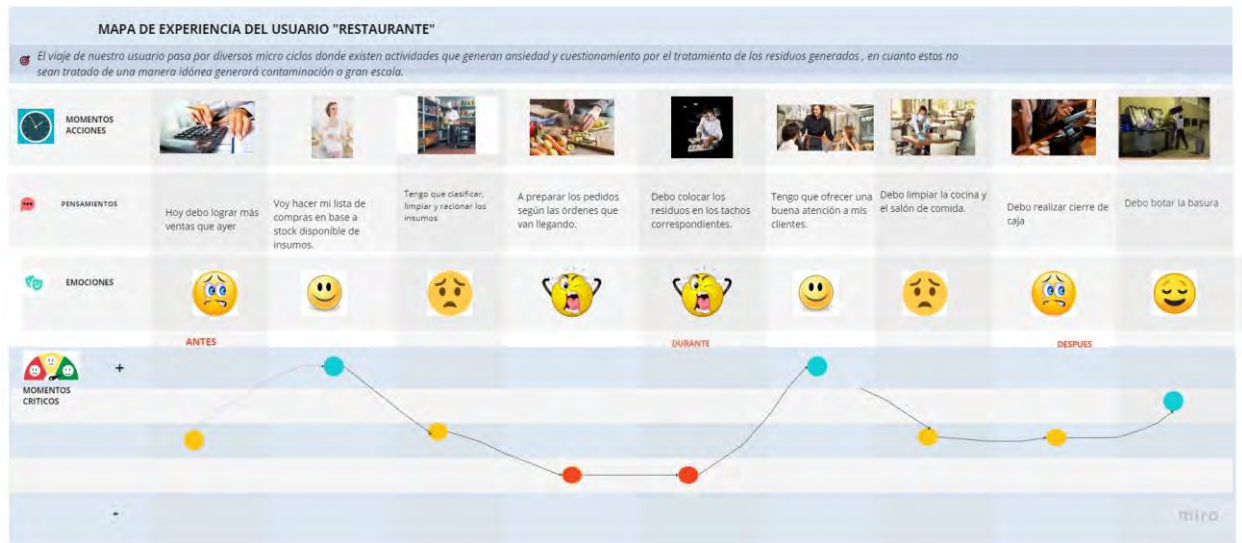 MAPA DE EXPERIENCIA DEL USUARIO "RESTAURANTE"
El viaje de nuestro usuario pasa por diversos micro ciclos donde existen actividades que generan ansiedad y cuestionamiento por el tratamiento de los residuos generados , en cuanto estos no
sean tratado de una manera idónea generará contaminación a gran escala.
MOMENTOS
ACCIONES
PENSAMIENTOS
Hoy debo lograr más
ventas que ayer
Voy hacer mi lista de
compras en base a
stock disponible de
insumos.
Tengo que clasificar,
limpiar y racionar los
insumos
A preparar los pedidos
según las órdenes que
van llegando.
Debo colocar los
residuos en los tachos
correspondientes.
Tengo que ofrecer una
buena atención a mis
clientes.
Debo limpiar la cocina y
el salón de comida.
Debo realizar cierre de
caja
Debo botar la basura
EMOCIONES
ANTES
DURANTE
DESPUES
MOMENTOS
CRITICOS
+
-
miro